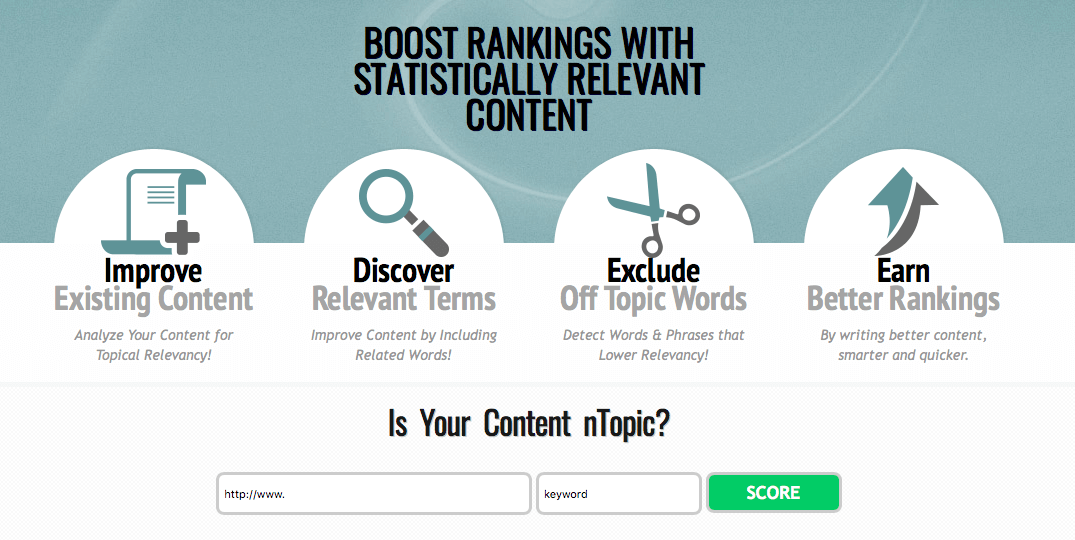 BOOST RANKINGS WITH
STATISTICALLY RELEVANT
CONTENT
Improve
Existing Content
Analyze Your Content for
Topical Relevancy!
Discover
Relevant Terms
Improve Content by Including
Related Words!
Exclude
Off Topic Words
Detect Words & Phrases that
Lower Relevancy!
Earn
Better Rankings
By writing better content,
smarter and quicker.
Is Your Content nTopic?
http://www.
keyword
SCORE